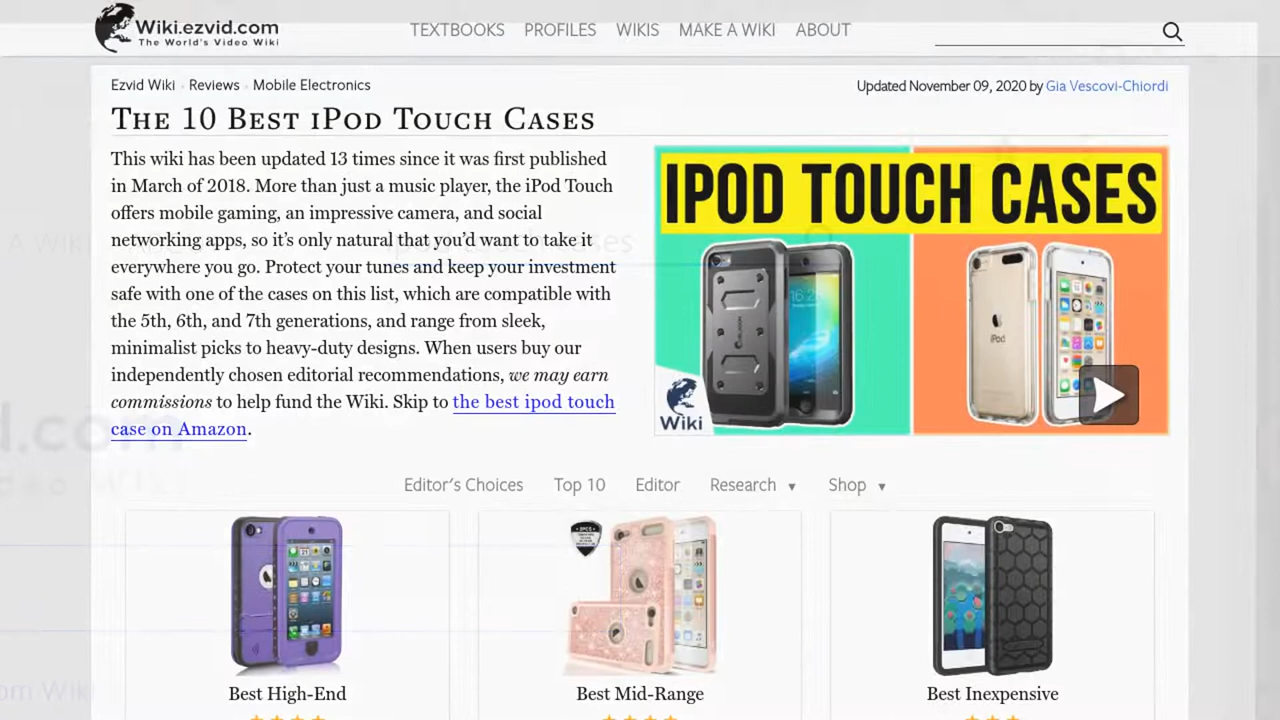 Wiki.ezvid.com
The World's Video Wiki
TEXTBOOKS PROFILES WIKIS MAKE A WIKI ABOUT
Ezvid Wiki Reviews Mobile Electronics
Updated November 09, 2020 by Gia Vescovi-Chiordi
The 10 Best iPod Touch Cases
This wiki has been updated 13 times since it was first published
in March of 2018. More than just a music player, the iPod Touch
offers mobile gaming, an impressive camera, and social
networking apps, so it's only natural that you'd want to take it
everywhere you go. Protect your tunes and keep your investment
safe with one of the cases on this list, which are compatible with
the 5th, 6th, and 7th generations, and range from sleek,
minimalist picks to heavy-duty designs. When users buy our
independently chosen editorial recommendations, we may earn
commissions to help fund the Wiki. Skip to the best ipod touch
case on Amazon.
IPOD TOUCH CASES
iPod
Wiki
Editor's Choices Top 10 Editor Research ▼ Shop ▼
Best High-End
Best Mid-Range
Best Inexpensive